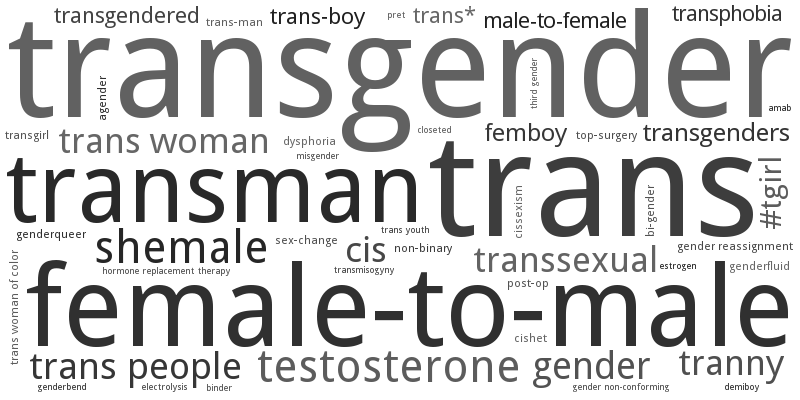 transgendered
trans-man
trans-boy
pret
trans*
male-to-female
transphobia
transgender
agender
third gender
amab
transgirl
trans woman
dysphoria
misgender
closeted
femboy
top-surgery
transgenders
transman
trans
#tgirl
cissexism
bi-gender
trans youth
genderqueer
shemale
sex-change
cis
non-binary
gender reassignment
hormone replacement therapy
transmisogyny
transsexual
estrogen
genderfluid
trans woman of color
female-to-male
post-op
cishet
trans people
testosterone
gender
tranny
genderbend
electrolysis
binder
gender non-conforming
demiboy